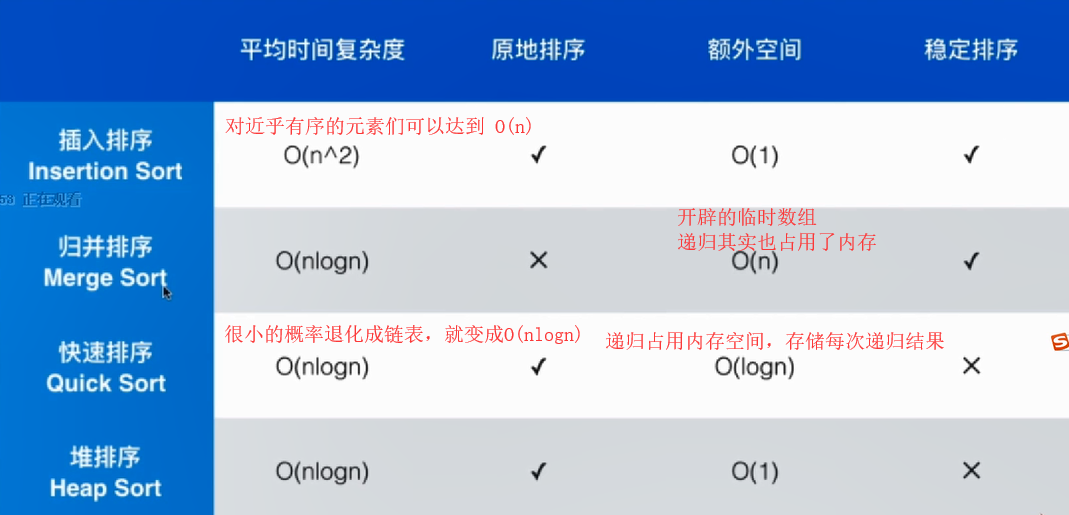 平均时间复杂度 原地排序 额外空间 稳定排序
对近乎有序的元素们可以达到 O(n)
插入排序
Insertion Sort
O(n^2) ✓ O(1) ✓
53 正在观看
开辟的临时数组
递归其实也占用了内存
归并排序
Merge Sort
O(nlogn) ✕ O(n) ✓
很小的概率退化成链表，就变成O(nlogn)
递归占用内存空间，存储每次递归结果
快速排序
Quick Sort
O(nlogn) ✓ O(logn) ✕
堆排序
Heap Sort
O(nlogn) ✓ O(1) ✕